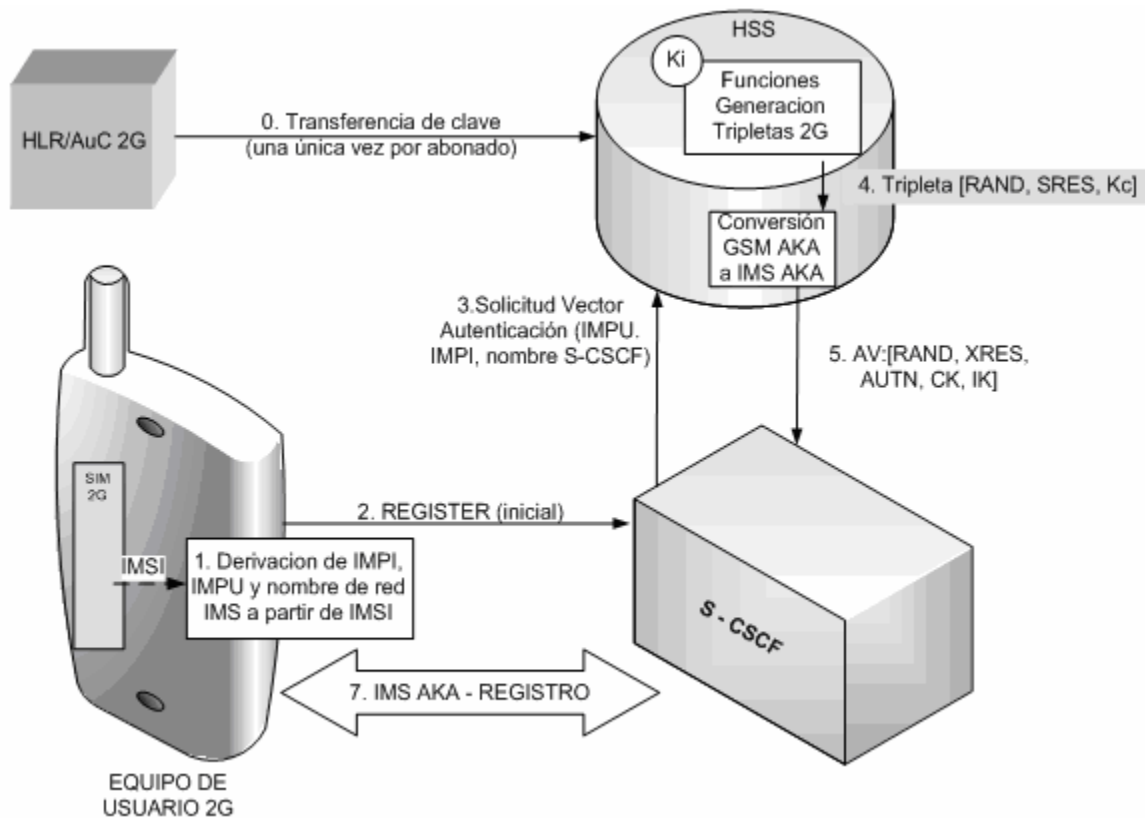 HSS
Ki
Funciones
Generacion
Tripletas 2G
HLR/AuC 2G
0. Transferencia de clave
(una única vez por abonado)
4. Tripleta [RAND, SRES, Kc]
Conversión
GSM AKA
a IMS AKA
3.Solicitud Vector
Autenticación (IMPU.
IMPI, nombre S-CSCF)
5. AV:[RAND, XRES,
AUTN, CK, IK]
SIM
2G
2. REGISTER (inicial)
IMSI
1. Derivacion de IMPI,
IMPU y nombre de red
IMS a partir de IMSI
S - CSCF
7. IMS AKA - REGISTRO
EQUIPO DE
USUARIO 2G